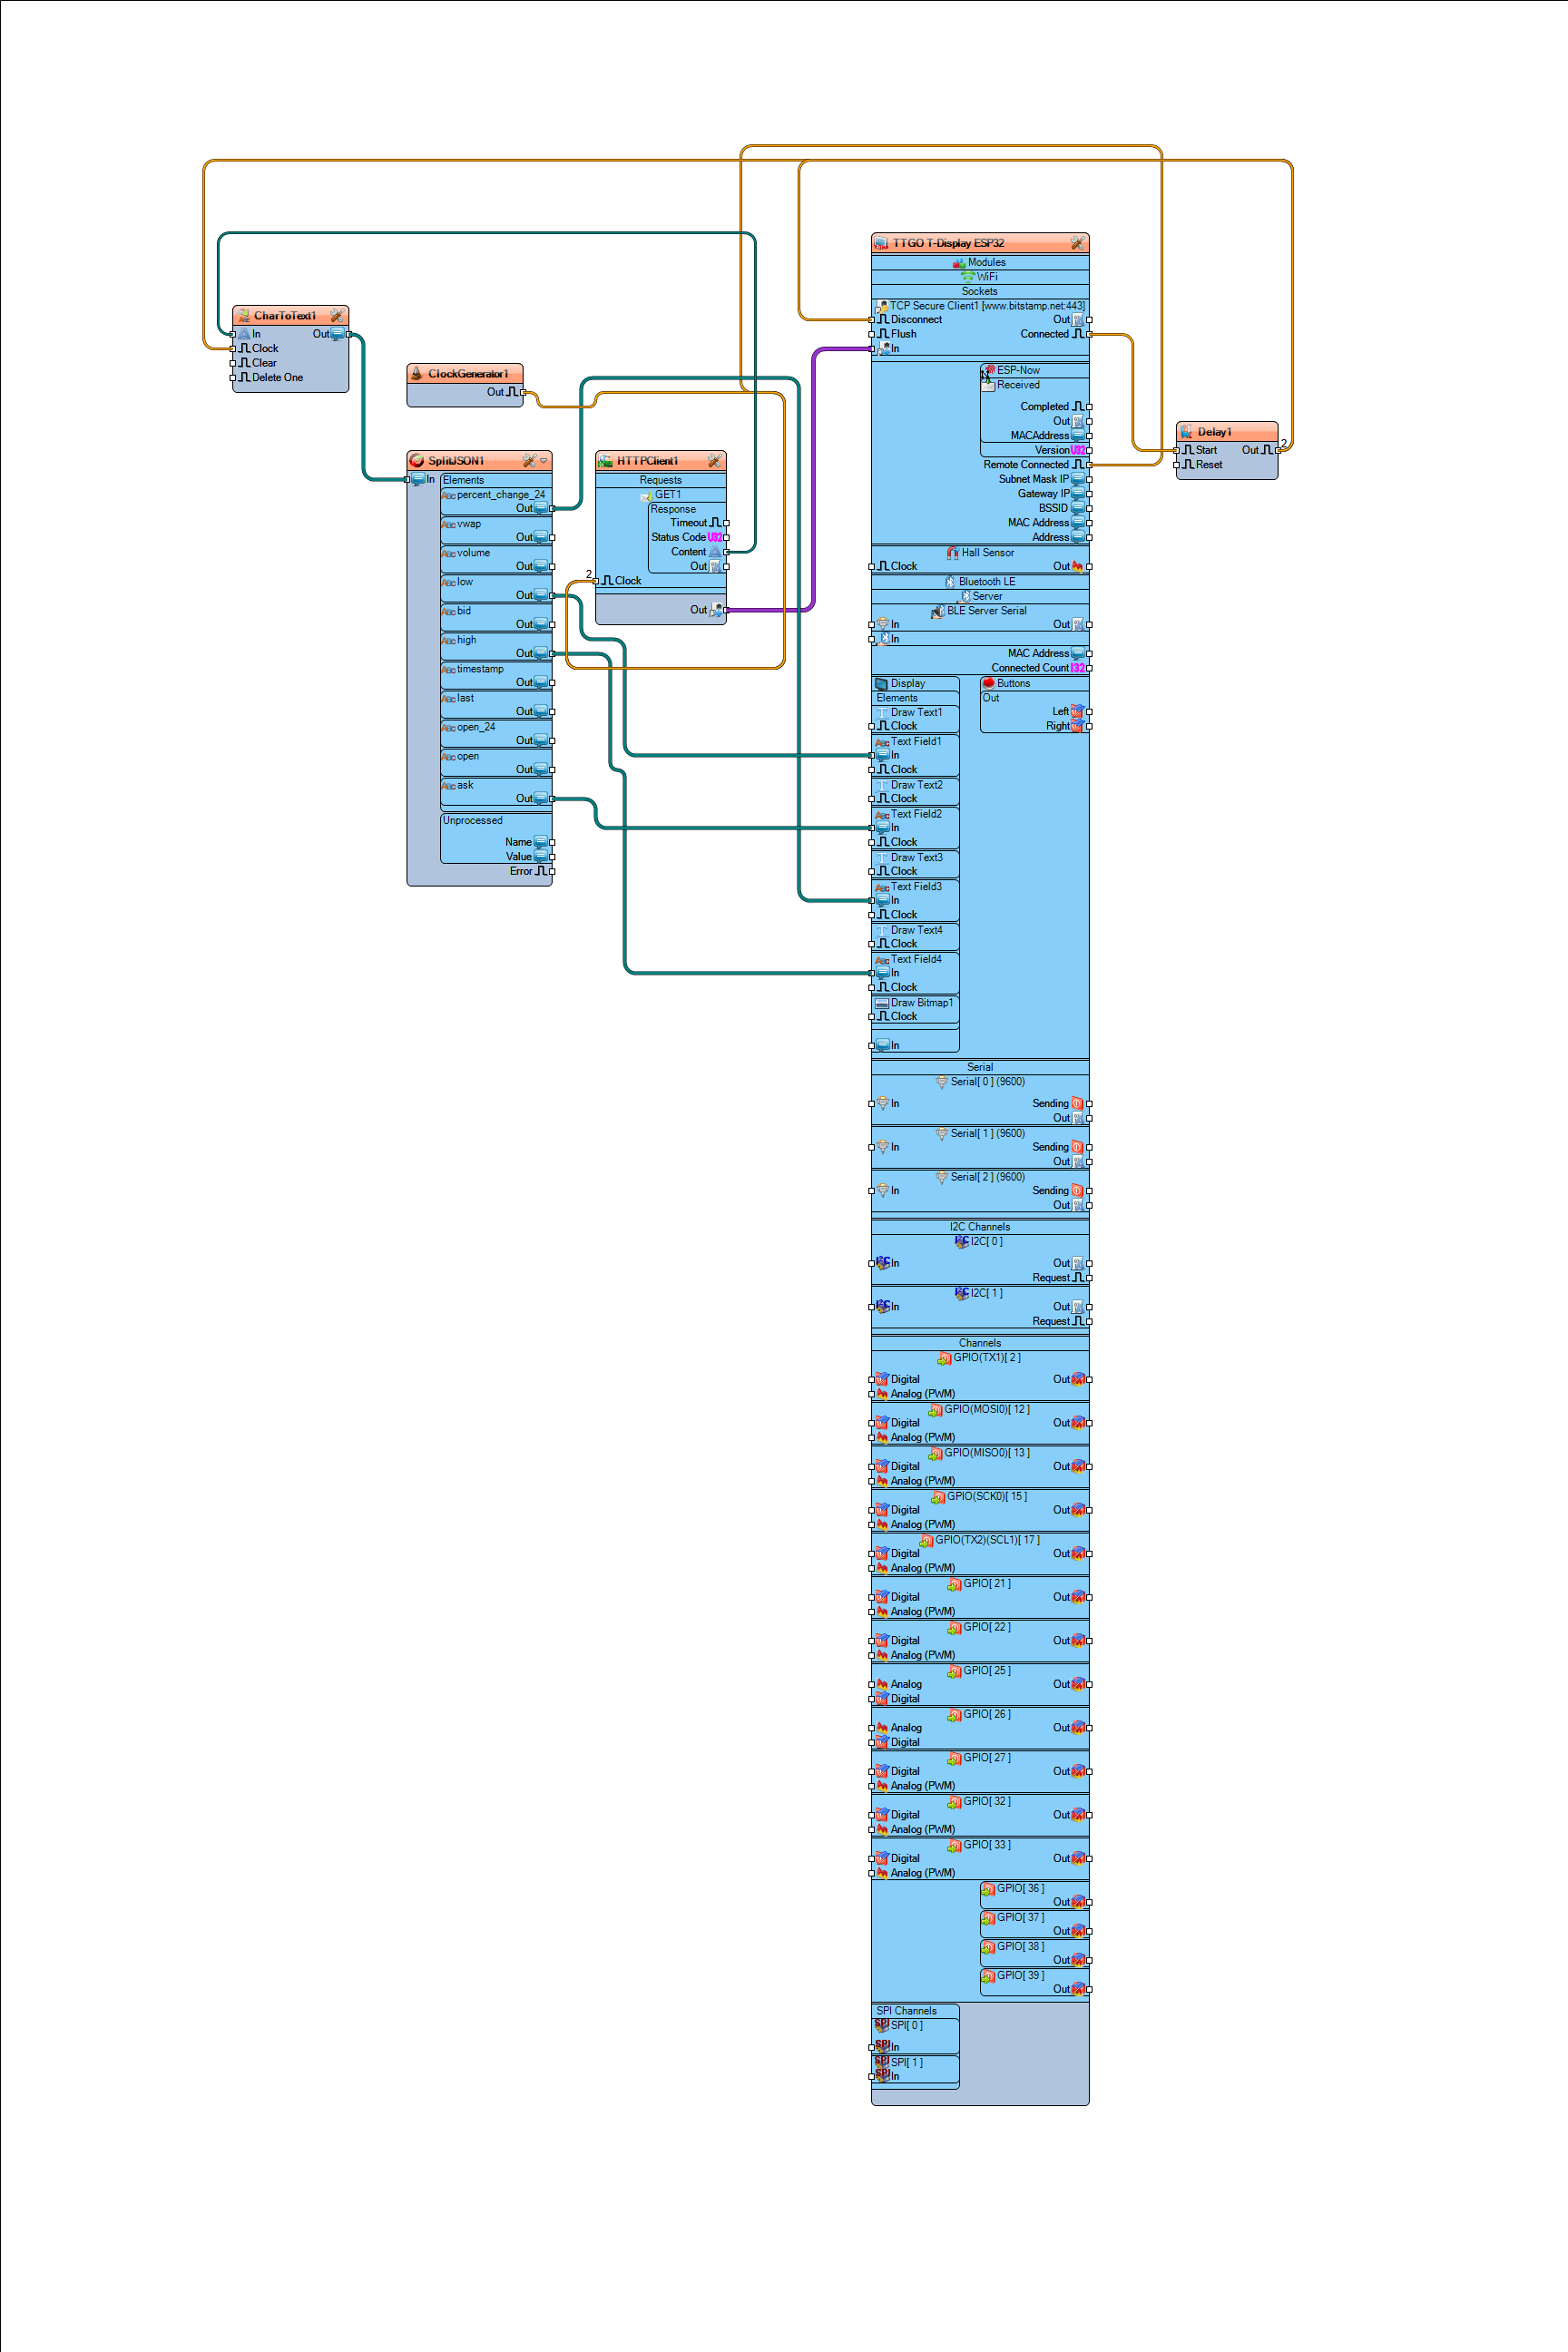 CharToText1
In Out
Clock
Clear
Delete One
ClockGenerator1
Out
SplitJSON1
In
Elements
percent_change_24
Out
vwap
Out
volume
Out
low
Out
bid
Out
high
Out
timestamp
Out
last
Out
open_24
Out
open
Out
ask
Out
Unprocessed
Name
Value
Error
HTTPClient1
Requests
GET1
Response
Timeout
Status Code U32
Content
Out
2
Clock
Out
TTGO T-Display ESP32
Modules
WiFi
Sockets
TCP Secure Client1 [www.bitstamp.net:443]
Disconnect Out
Flush Connected
In
ESP-Now
Received
Completed
Out
MACAddress
Version U32
Remote Connected
Subnet Mask IP
Gateway IP
BSSID
MAC Address
Address
Hall Sensor
Clock Out
Bluetooth LE
Server
BLE Server Serial
In Out
In
MAC Address
Connected Count I32
Display
Elements
Draw Text1
Clock
Abc Text Field1
In
Clock
Draw Text2
Clock
Abc Text Field2
In
Clock
Draw Text3
Clock
Abc Text Field3
In
Clock
Draw Text4
Clock
Abc Text Field4
In
Clock
Draw Bitmap1
Clock
In
Buttons
Out
Left
Right
Serial
Serial[ 0 ] (9600)
In Sending
Out
Serial[ 1 ] (9600)
In Sending
Out
Serial[ 2 ] (9600)
In Sending
Out
I2C Channels
I2C[ 0 ]
In Out
Request
I2C[ 1 ]
In Out
Request
Channels
GPIO(TX1)[ 2 ]
Digital Out
Analog (PWM)
GPIO(MOSI0)[ 12 ]
Digital Out
Analog (PWM)
GPIO(MISO0)[ 13 ]
Digital Out
Analog (PWM)
GPIO(SCK0)[ 15 ]
Digital Out
Analog (PWM)
GPIO(TX2)(SCL1)[ 17 ]
Digital Out
Analog (PWM)
GPIO[ 21 ]
Digital Out
Analog (PWM)
GPIO[ 22 ]
Digital Out
Analog (PWM)
GPIO[ 25 ]
Analog Out
Digital
GPIO[ 26 ]
Analog Out
Digital
GPIO[ 27 ]
Digital Out
Analog (PWM)
GPIO[ 32 ]
Digital Out
Analog (PWM)
GPIO[ 33 ]
Digital Out
Analog (PWM)
GPIO[ 36 ]
Out
GPIO[ 37 ]
Out
GPIO[ 38 ]
Out
GPIO[ 39 ]
Out
SPI Channels
SPI[ 0 ]
In
SPI[ 1 ]
In
Delay1
Start Out 2
Reset